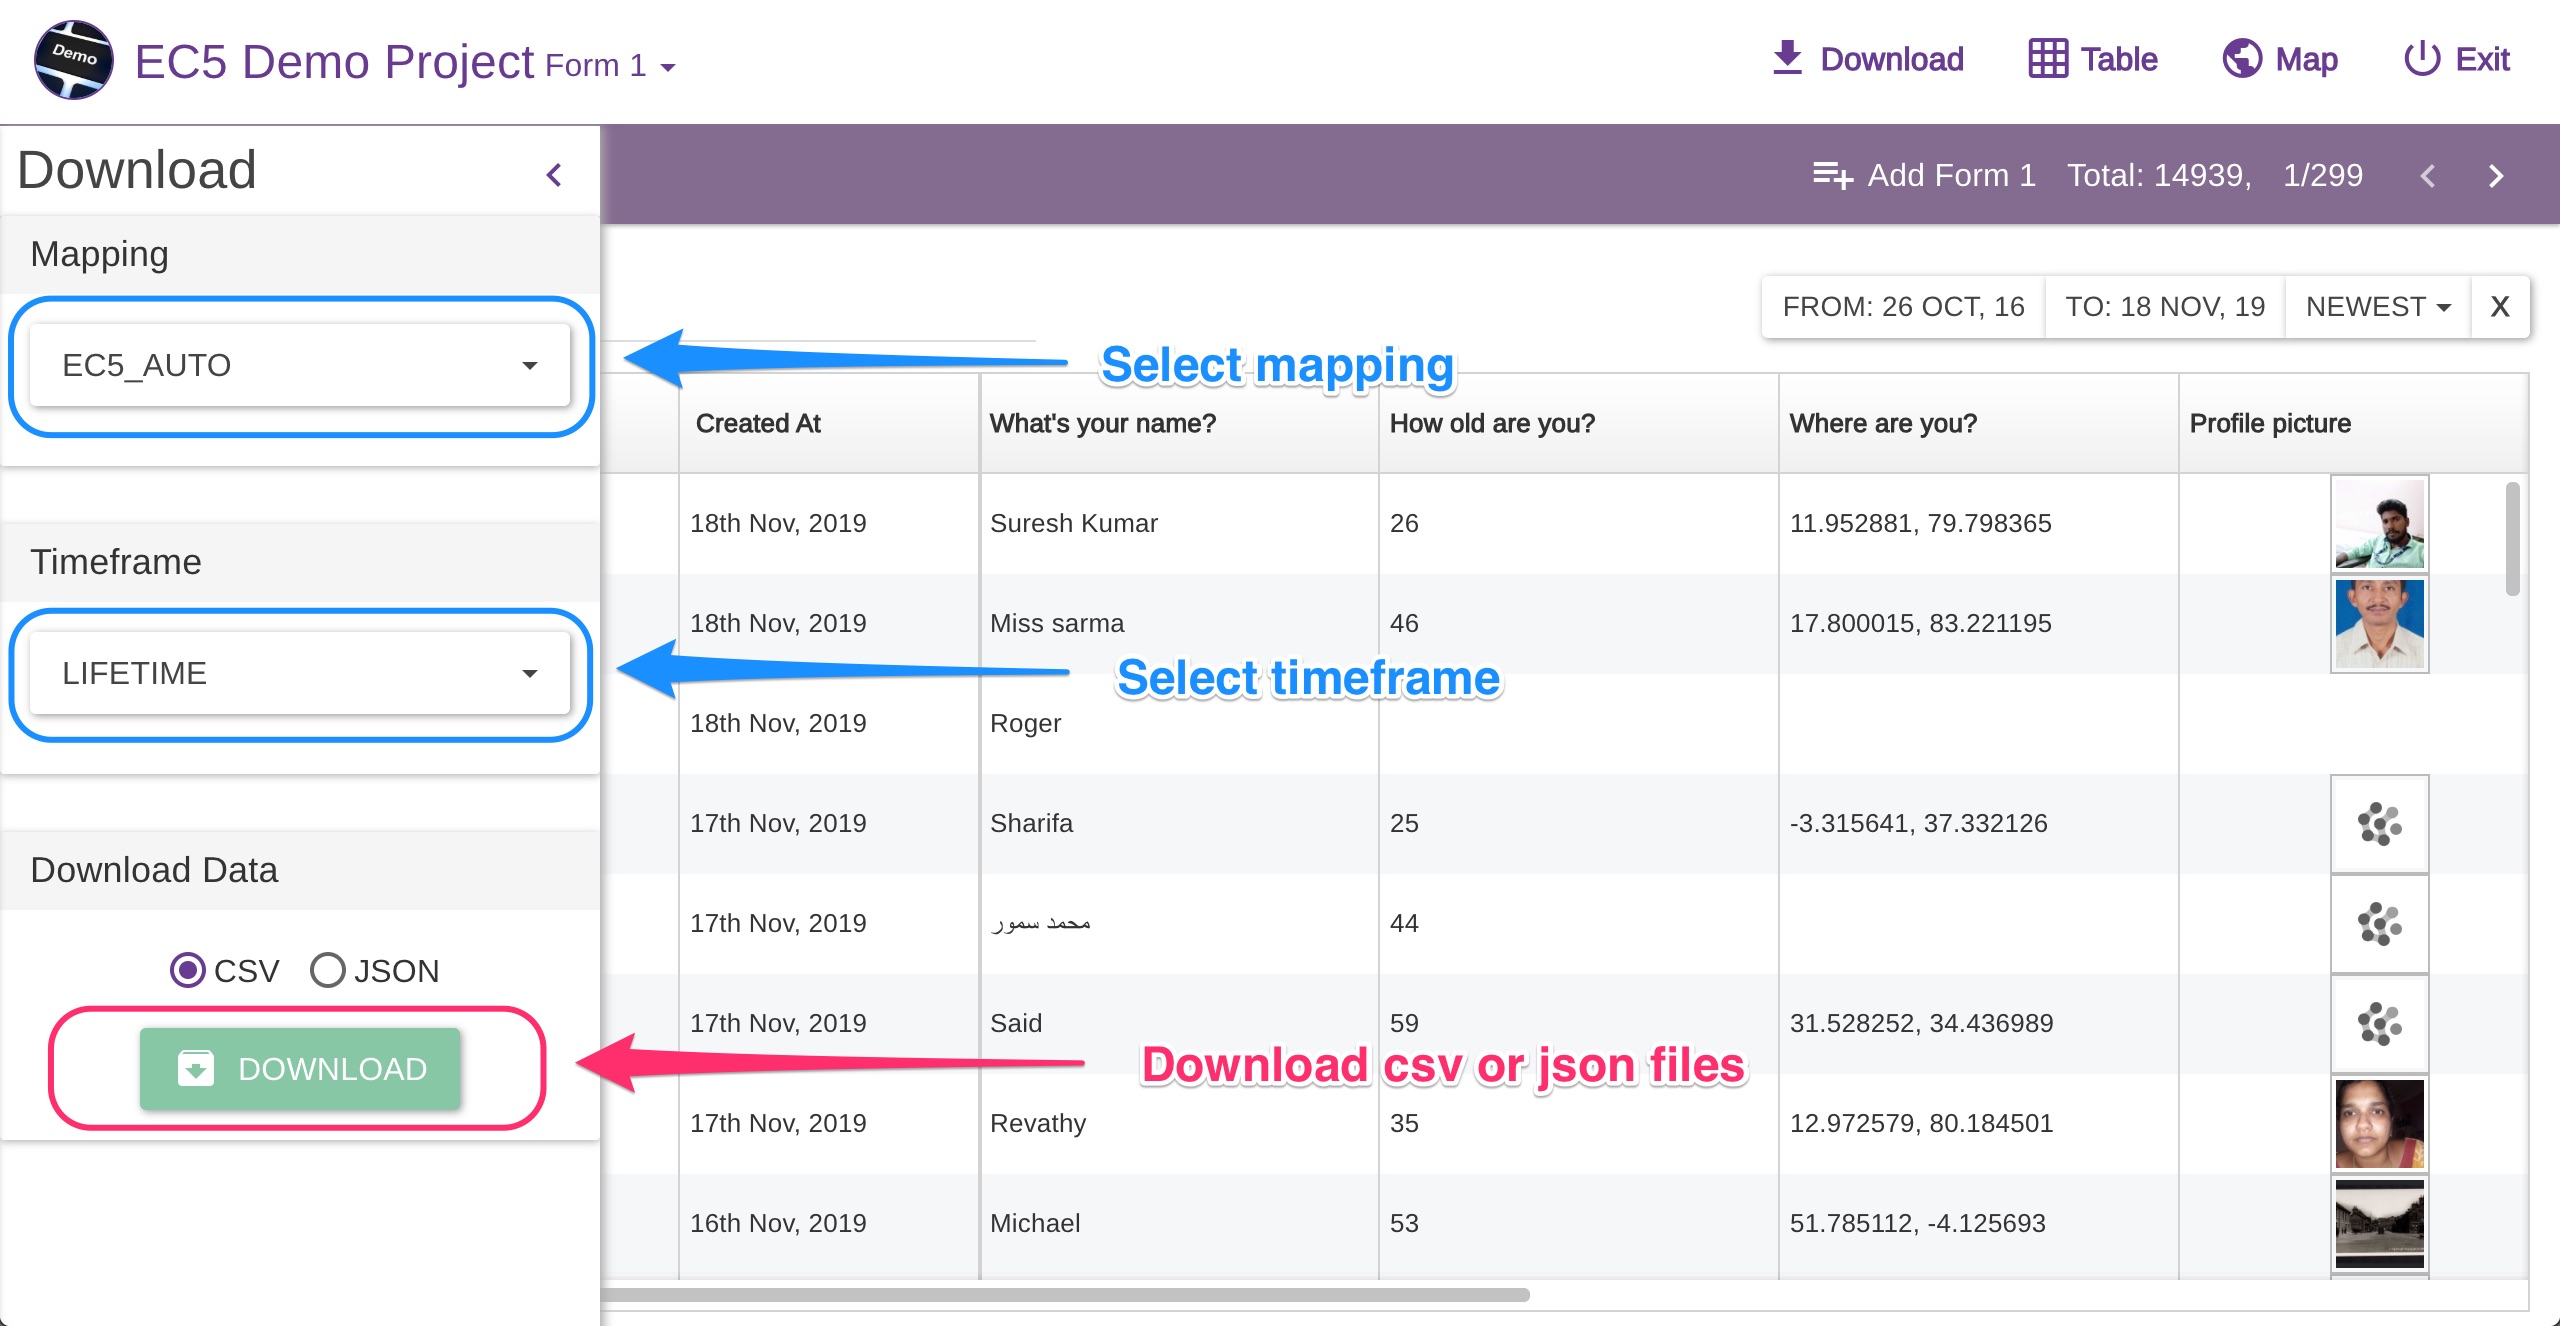 Demo
EC5 Demo Project Form 1
Download Table Map Exit
Download
Add Form 1 Total: 14939, 1/299
Mapping
EC5_AUTO
FROM: 26 OCT, 16 TO: 18 NOV, 19 NEWEST X
Select mapping
Created At What's your name? How old are you? Where are you? Profile picture
18th Nov, 2019 Suresh Kumar 26 11.952881, 79.798365
Timeframe
18th Nov, 2019 Miss sarma 46 17.800015, 83.221195
LIFETIME
Select timeframe
18th Nov, 2019 Roger
17th Nov, 2019 Sharifa 25 -3.315641, 37.332126
Download Data
17th Nov, 2019 محمد سمور 44
CSV JSON
17th Nov, 2019 Said 59 31.528252, 34.436989
DOWNLOAD
Download csv or json files
17th Nov, 2019 Revathy 35 12.972579, 80.184501
16th Nov, 2019 Michael 53 51.785112, -4.125693